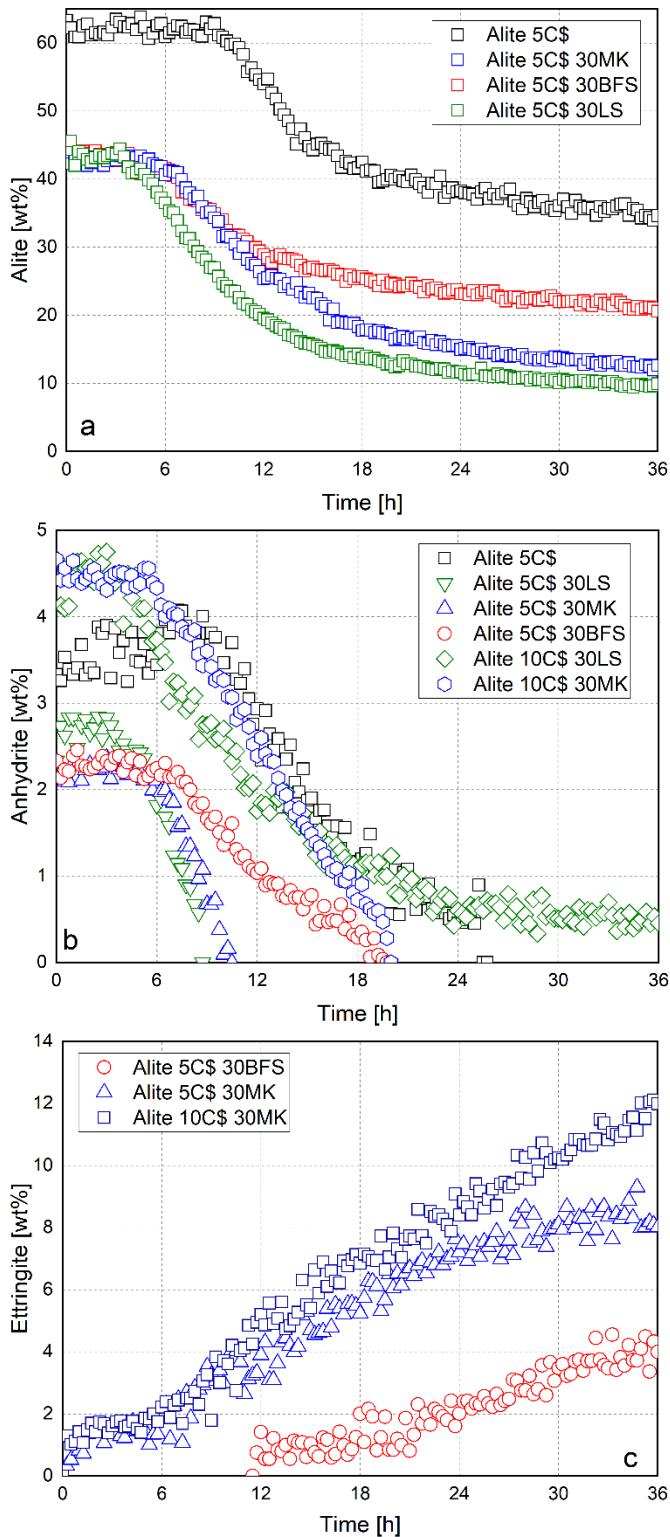 60
50
40
30
20
10
0
Alite [wt%]
Alite 5C$
Alite 5C$ 30MK
Alite 5C$ 30BFS
Alite 5C$ 30LS
a
0 6 12 18 24 30 36
Time [h]
5
4
3
2
1
0
Anhydrite [wt%]
Alite 5C$
Alite 5C$ 30LS
Alite 5C$ 30MK
Alite 5C$ 30BFS
Alite 10C$ 30LS
Alite 10C$ 30MK
b
0 6 12 18 24 30 36
Time [h]
14
12
10
8
6
4
2
0
Ettringite [wt%]
Alite 5C$ 30BFS
Alite 5C$ 30MK
Alite 10C$ 30MK
c
0 6 12 18 24 30 36
Time [h]